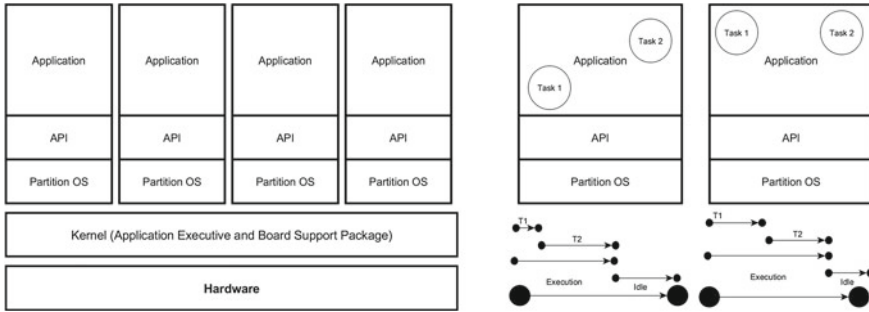 Application
Application
Application
Application
API
API
API
API
Partition OS
Partition OS
Partition OS
Partition OS
Kernel (Application Executive and Board Support Package)
Hardware
Task 2
Application
Task 1
API
Partition OS
T1
T2
Execution
Idle
Task 1
Task 2
Application
API
Partition OS
T1
T2
Execution
Idle